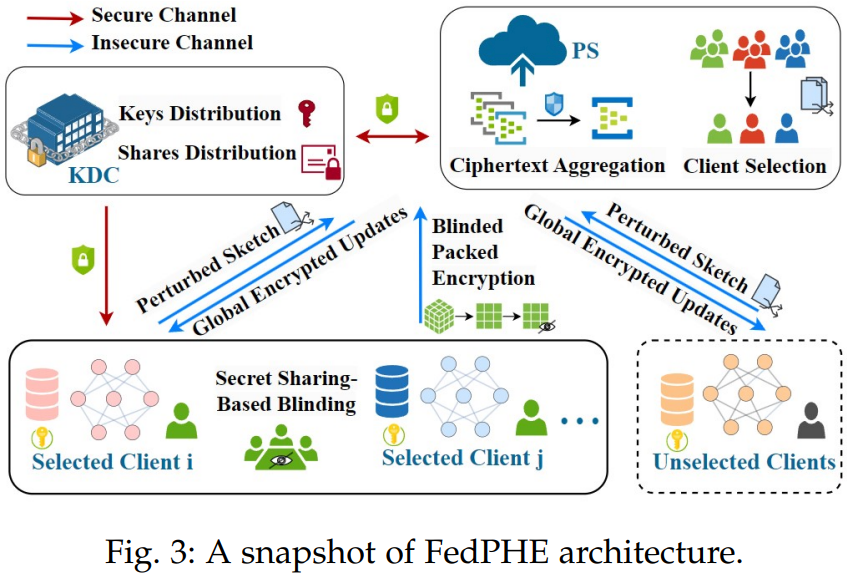 Secure Channel
Insecure Channel
PS
Keys Distribution
Shares Distribution
KDC
Ciphertext Aggregation
Client Selection
Perturbed Sketch
Global Encrypted Updates
Blinded
Packed
Encryption
Perturbed Sketch
Global Encrypted Updates
Secret Sharing-
Based Blinding
Selected Client i
Selected Client j
...
Unselected Clients
Fig. 3: A snapshot of FedPHE architecture.